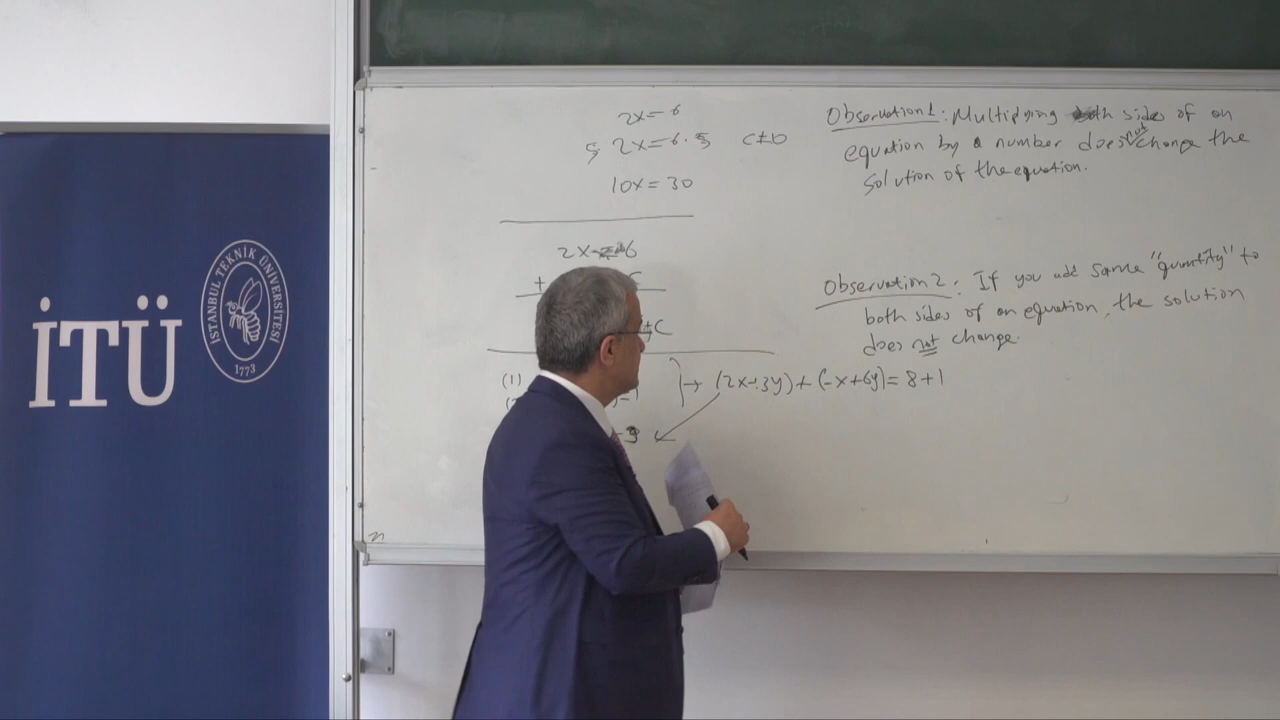 İTÜ
İSTANBUL TEKNİK ÜNİVERSİTESİ
1773
2x=6
5. 2x=6.5 c≠0
10x=30
2x=6
+
+C
(1)
→ (2x+3y)+(-x+6y)=8+1
Observation 1: Multiplying both sides of an
equation by a number does not change the
solution of the equation.
Observation 2: If you add same "quantity" to
both sides of an equation, the solution
does not change.